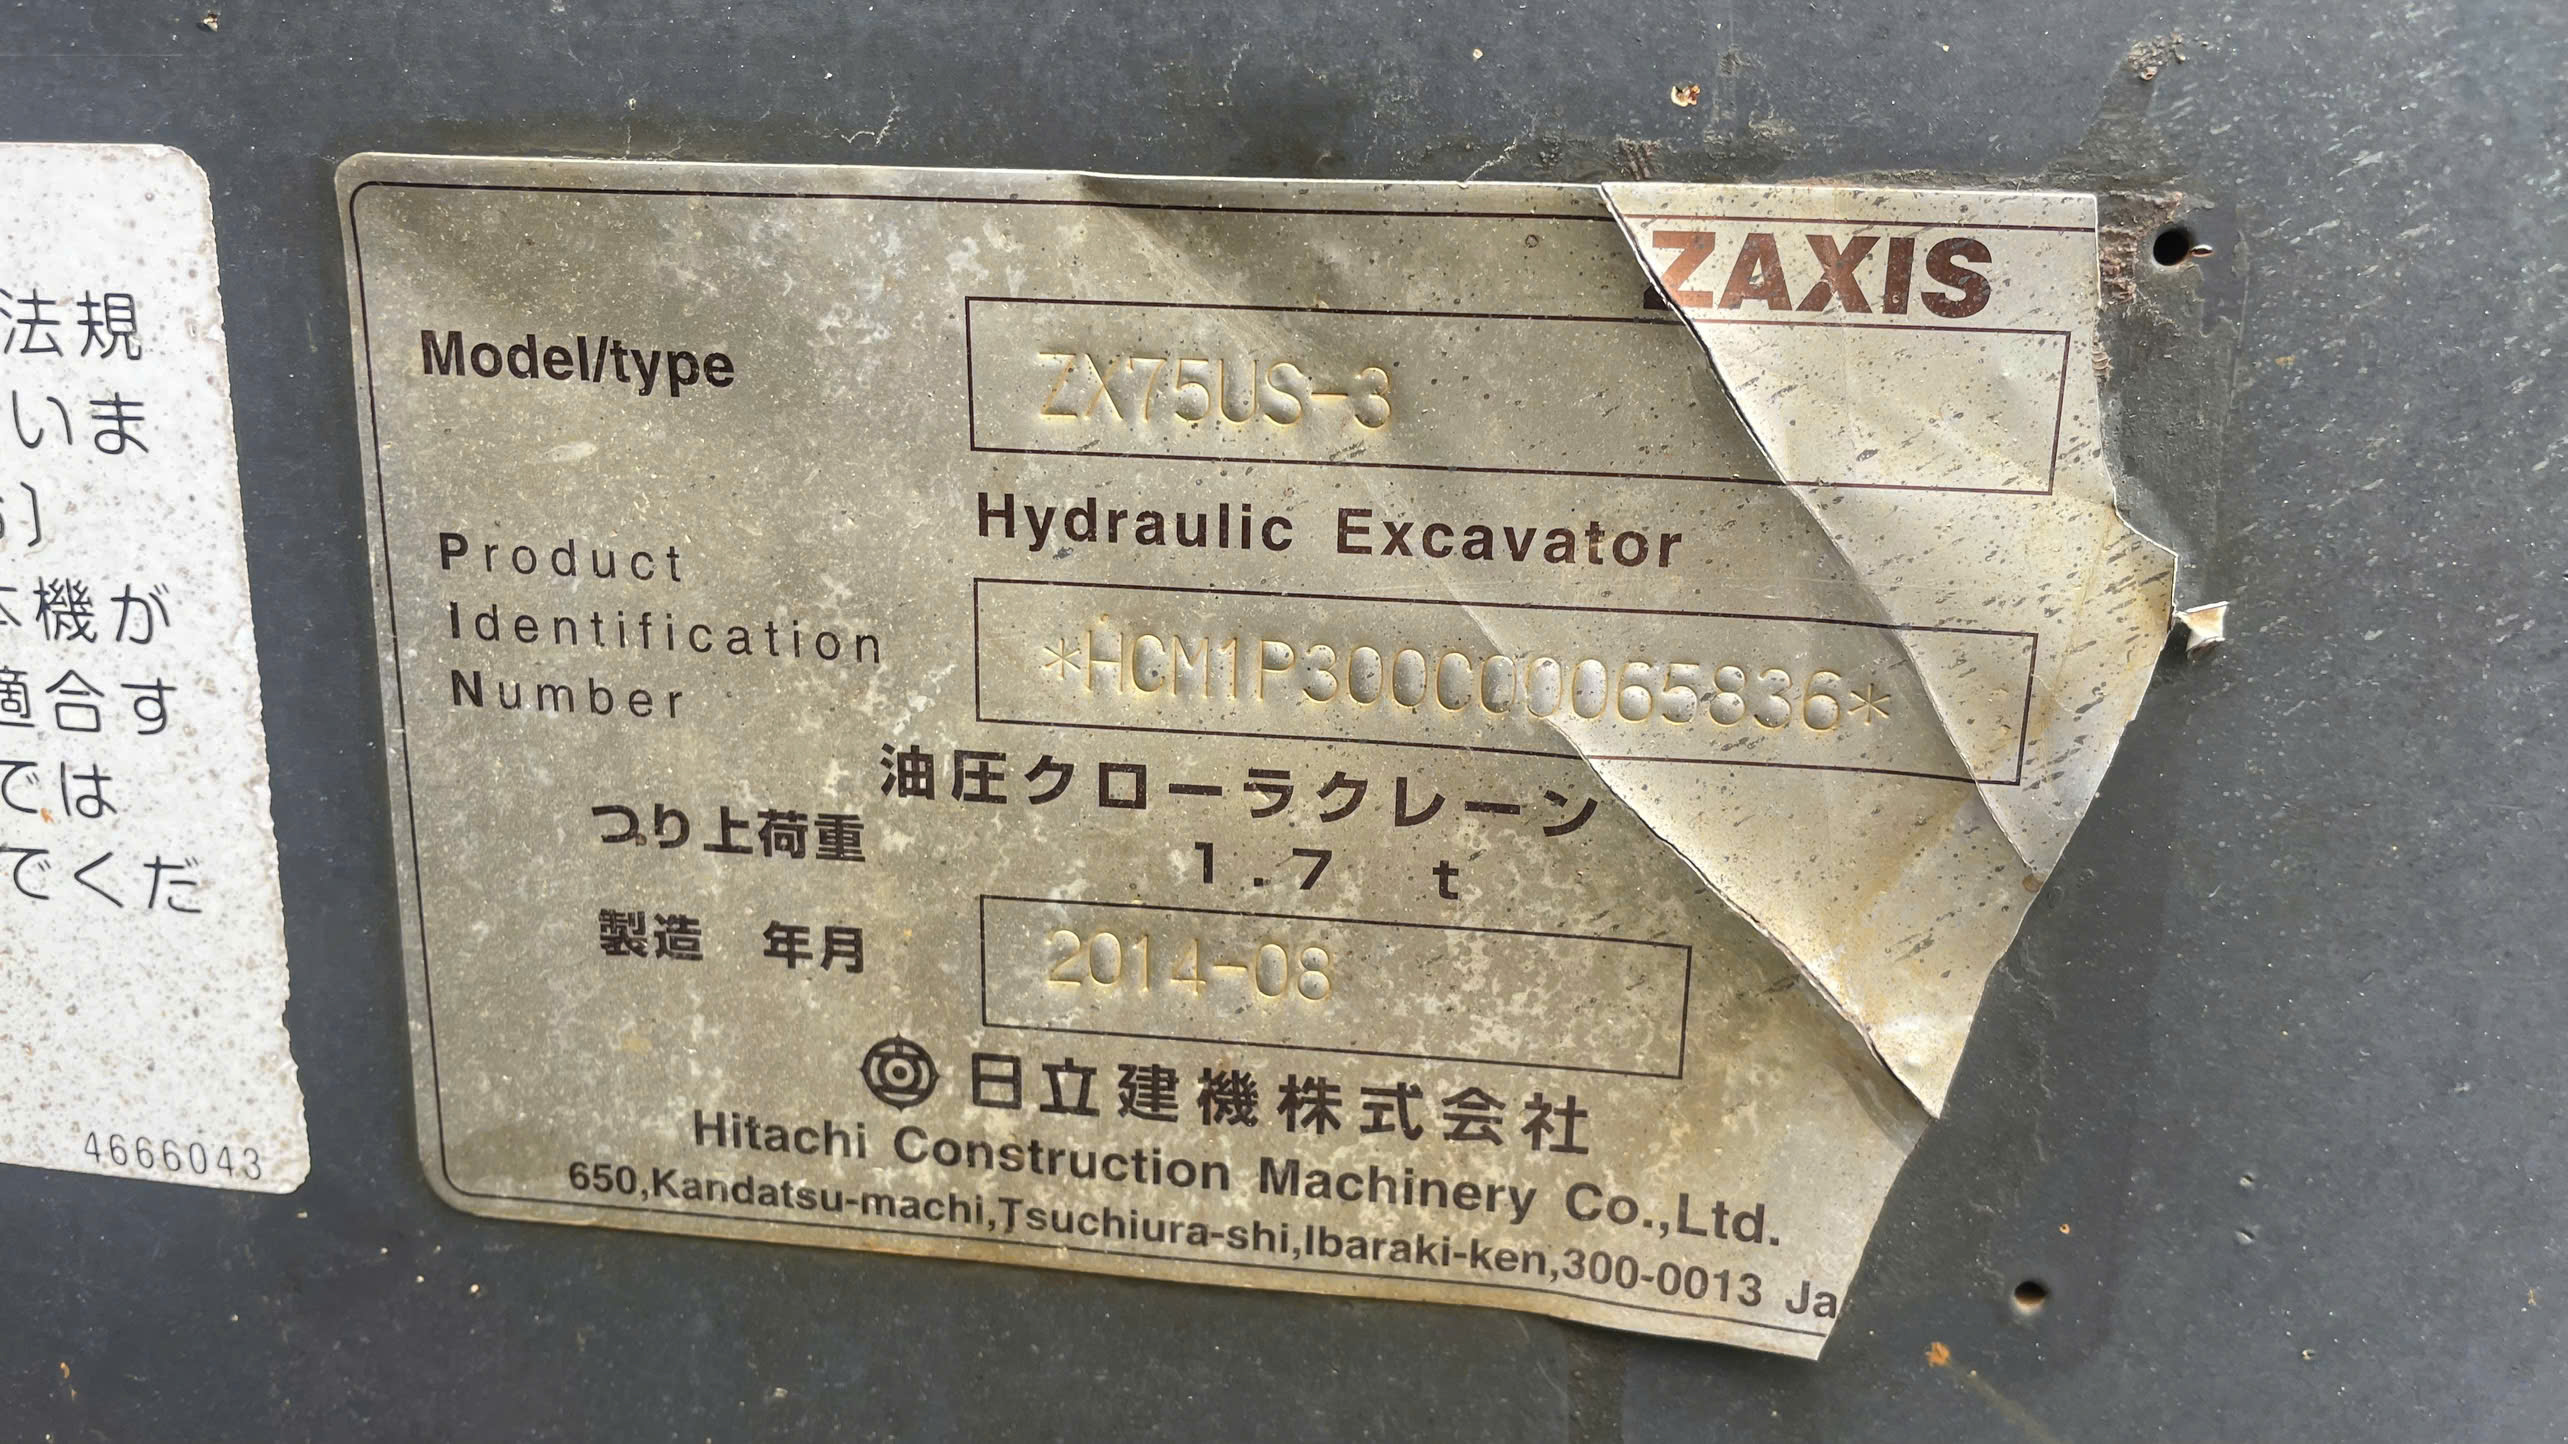 法規
いま
本機が
適合す
では
でくだ
4666043
ZAXIS
Model/type
ZX75US-3
Hydraulic Excavator
Product
Identification
Number
*HCM1P300C00065836*
油圧クローラクレーン
つり上荷重
1.7 t
製造 年月
2014-08
日立建機株式会社
Hitachi Construction Machinery Co.,Ltd.
650,Kandatsu-machi,Tsuchiura-shi,Ibaraki-ken,300-0013 Ja